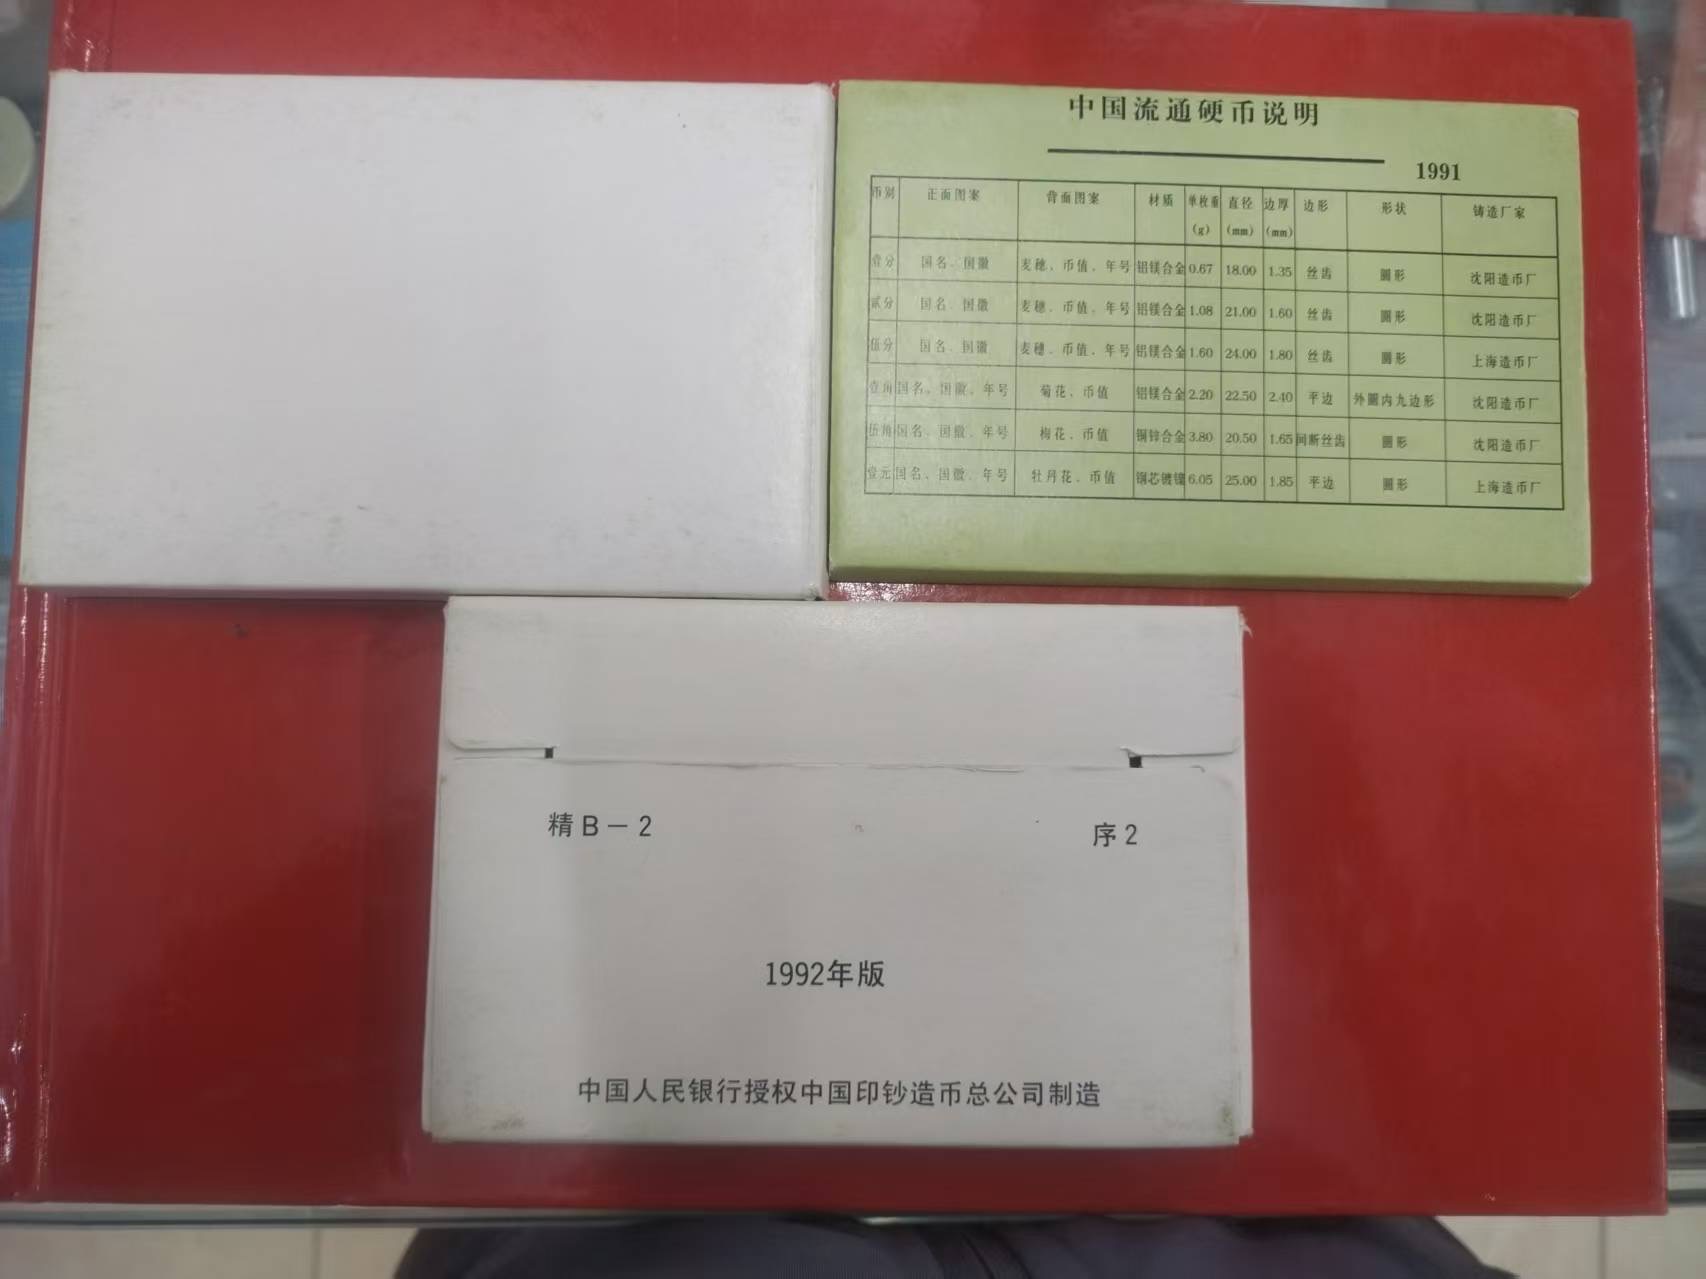 中国流通硬币说明
1991
币别 正面图案 背面图案 材质 单枚重(g) 直径(mm) 边厚(mm) 边形 形状 铸造厂家
壹分 国名、国徽 麦穗、币值、年号 铝镁合金 0.67 18.00 1.35 丝齿 圆形 沈阳造币厂
贰分 国名、国徽 麦穗、币值、年号 铝镁合金 1.08 21.00 1.60 丝齿 圆形 沈阳造币厂
伍分 国名、国徽 麦穗、币值、年号 铝镁合金 1.60 24.00 1.80 丝齿 圆形 上海造币厂
壹角 国名、国徽、年号 菊花、币值 铝镁合金 2.20 22.50 2.40 平边 外圆内九边形 沈阳造币厂
伍角 国名、国徽、年号 梅花、币值 铜锌合金 3.80 20.50 1.65 间断丝齿 圆形 沈阳造币厂
壹元 国名、国徽、年号 牡丹花、币值 钢芯镀镍 6.05 25.00 1.85 平边 圆形 上海造币厂
精B－2 序2
1992年版
中国人民银行授权中国印钞造币总公司制造